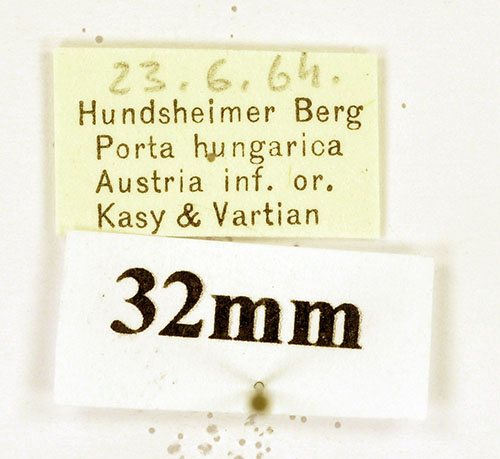 23.6.64.
Hundsheimer Berg
Porta hungarica
Austria inf. or.
Kasy & Vartian
32mm